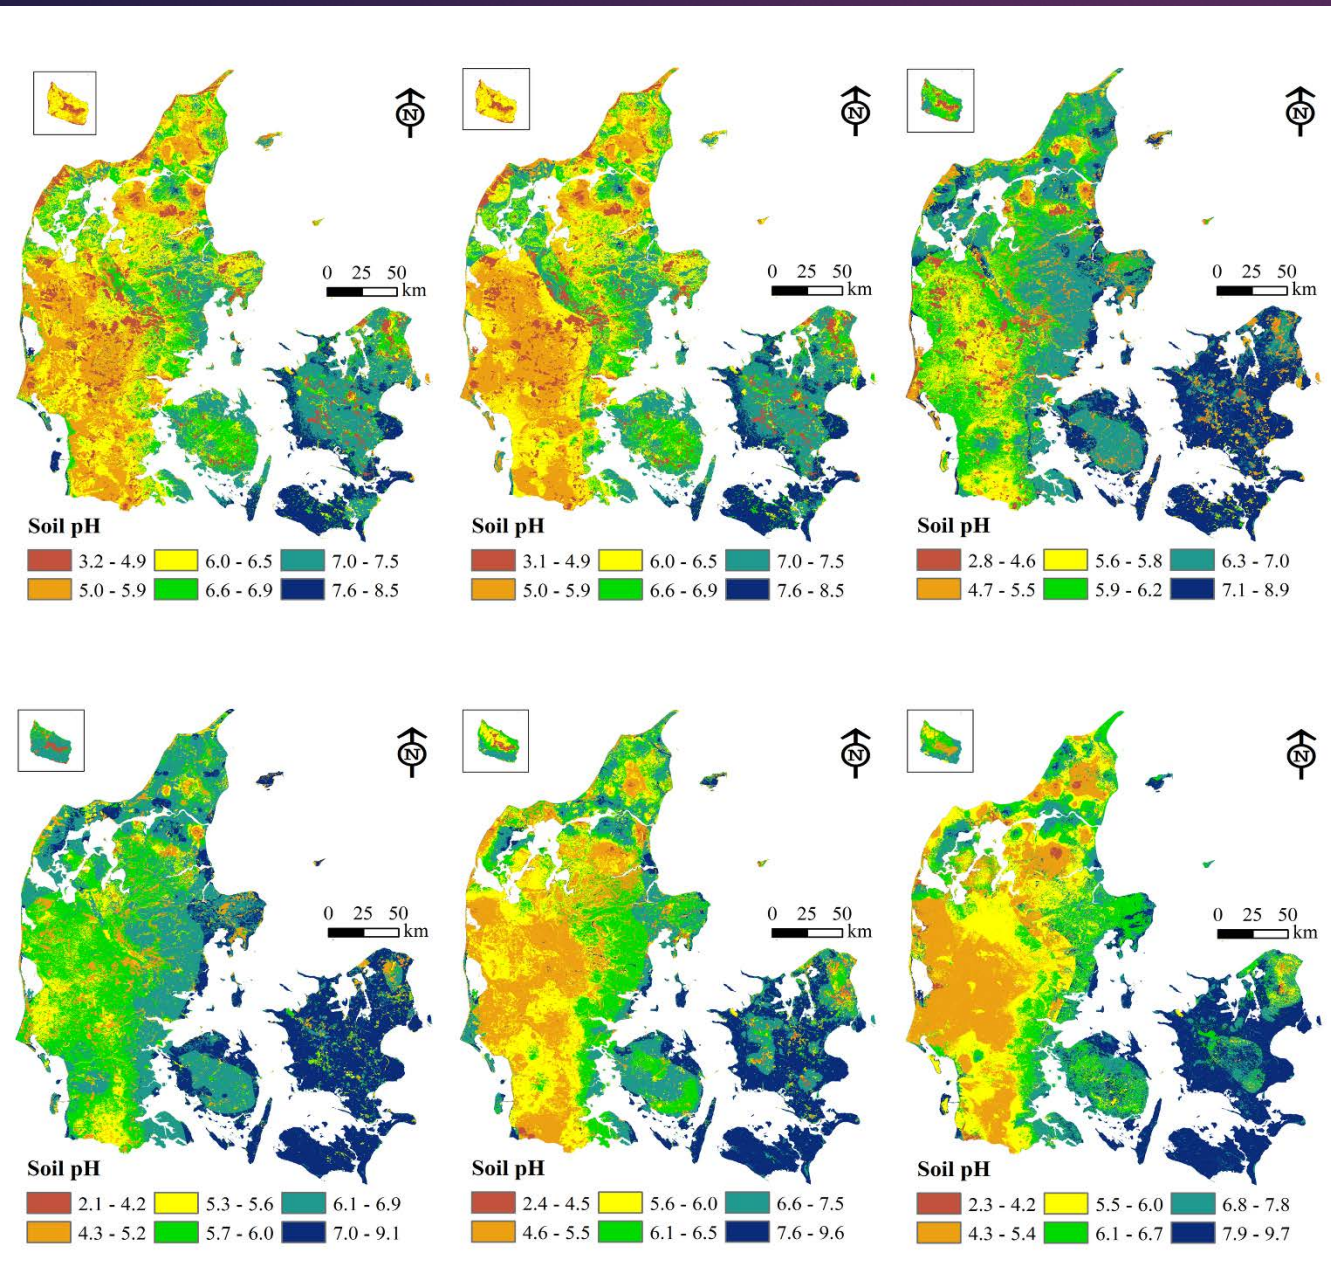 N
N
N
0 25 50
km
0 25 50
km
0 25 50
km
Soil pH
3.2 - 4.9 6.0 - 6.5 7.0 - 7.5
5.0 - 5.9 6.6 - 6.9 7.6 - 8.5
Soil pH
3.1 - 4.9 6.0 - 6.5 7.0 - 7.5
5.0 - 5.9 6.6 - 6.9 7.6 - 8.5
Soil pH
2.8 - 4.6 5.6 - 5.8 6.3 - 7.0
4.7 - 5.5 5.9 - 6.2 7.1 - 8.9
N
N
N
0 25 50
km
0 25 50
km
0 25 50
km
Soil pH
2.1 - 4.2 5.3 - 5.6 6.1 - 6.9
4.3 - 5.2 5.7 - 6.0 7.0 - 9.1
Soil pH
2.4 - 4.5 5.6 - 6.0 6.6 - 7.5
4.6 - 5.5 6.1 - 6.5 7.6 - 9.6
Soil pH
2.3 - 4.2 5.5 - 6.0 6.8 - 7.8
4.3 - 5.4 6.1 - 6.7 7.9 - 9.7